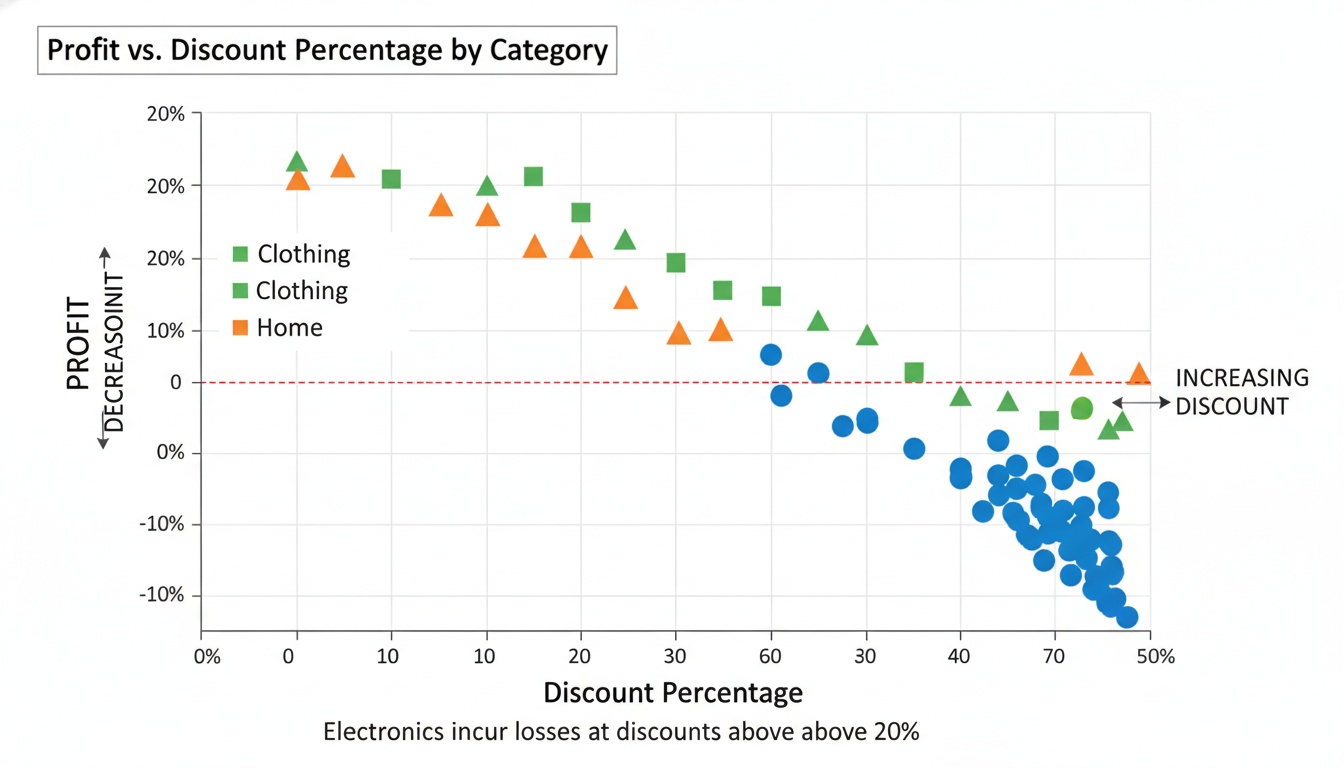 Profit vs. Discount Percentage by Category
20%
20%
20%
10%
0
0%
-10%
-10%
PROFIT
DECREASOINIT
Clothing
Clothing
Home
INCREASING
DISCOUNT
0% 0 10 10 20 30 60 30 40 70 50%
Discount Percentage
Electronics incur losses at discounts above above 20%